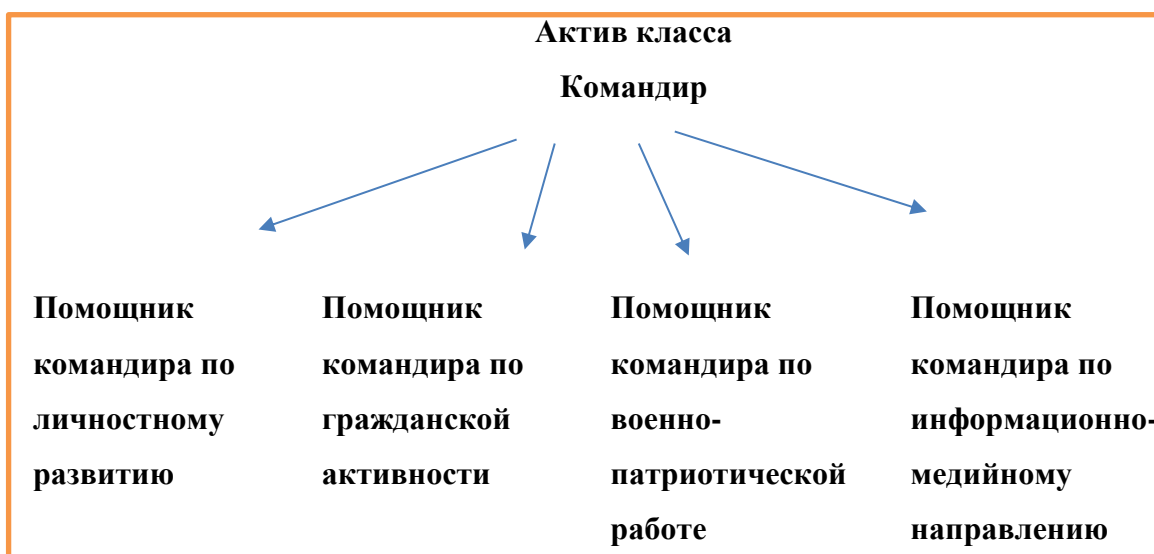 Актив класса
Командир
Помощник
командира по
личностному
развитию
Помощник
командира по
гражданской
активности
Помощник
командира по
военно-
патриотической
работе
Помощник
командира по
информационно-
медийному
направлению